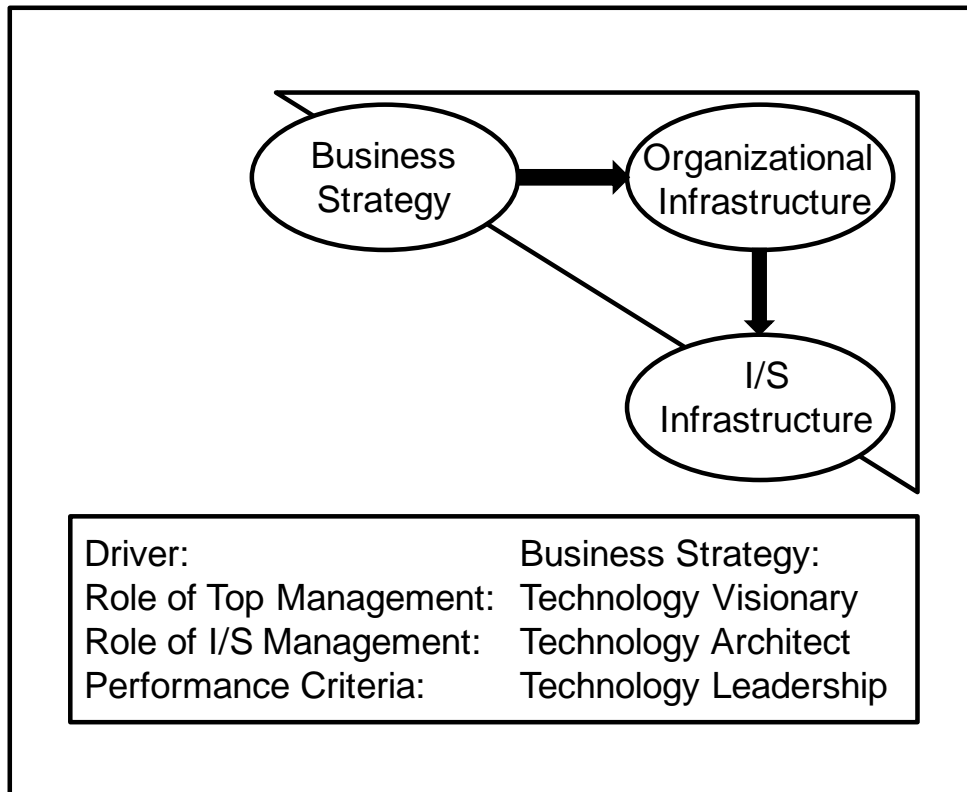 Business
Strategy
Organizational
Infrastructure
I/S
Infrastructure
Driver: Business Strategy:
Role of Top Management: Technology Visionary
Role of I/S Management: Technology Architect
Performance Criteria: Technology Leadership